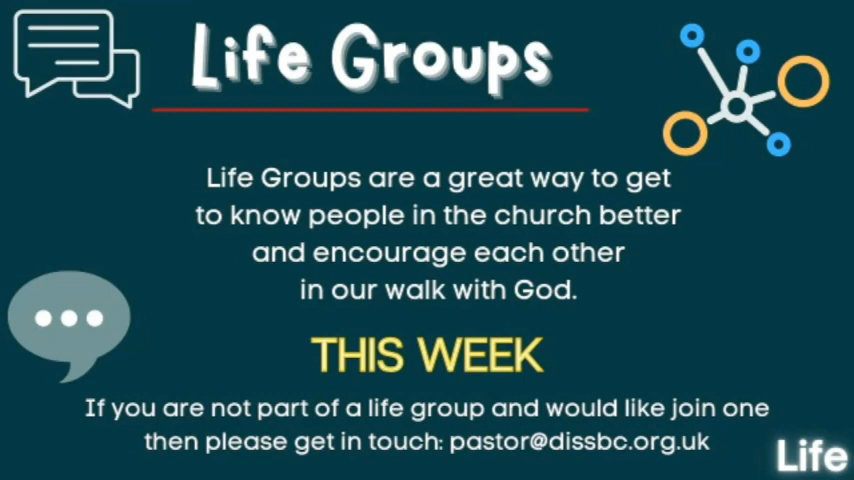 Life Groups
Life Groups are a great way to get
to know people in the church better
and encourage each other
in our walk with God.
THIS WEEK
If you are not part of a life group and would like join one
then please get in touch: pastor@dissbc.org.uk
Life